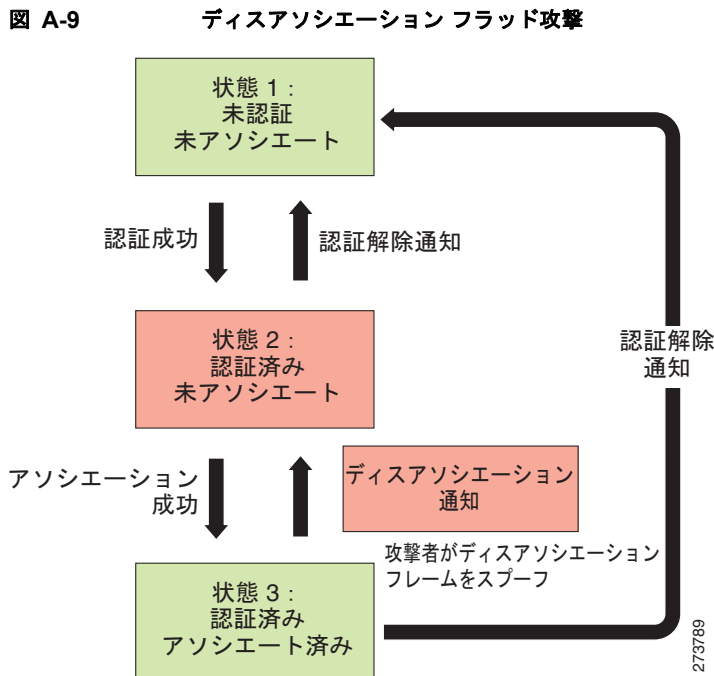 図 A-9 ディスアソシエーション フラッド攻撃
状態 1：
未認証
未アソシエート
認証成功
認証解除通知
状態 2：
認証済み
未アソシエート
認証解除
通知
アソシエーション
成功
ディスアソシエーション
通知
攻撃者がディスアソシエーション
フレームをスプーフ
状態 3：
認証済み
アソシエート済み
273789